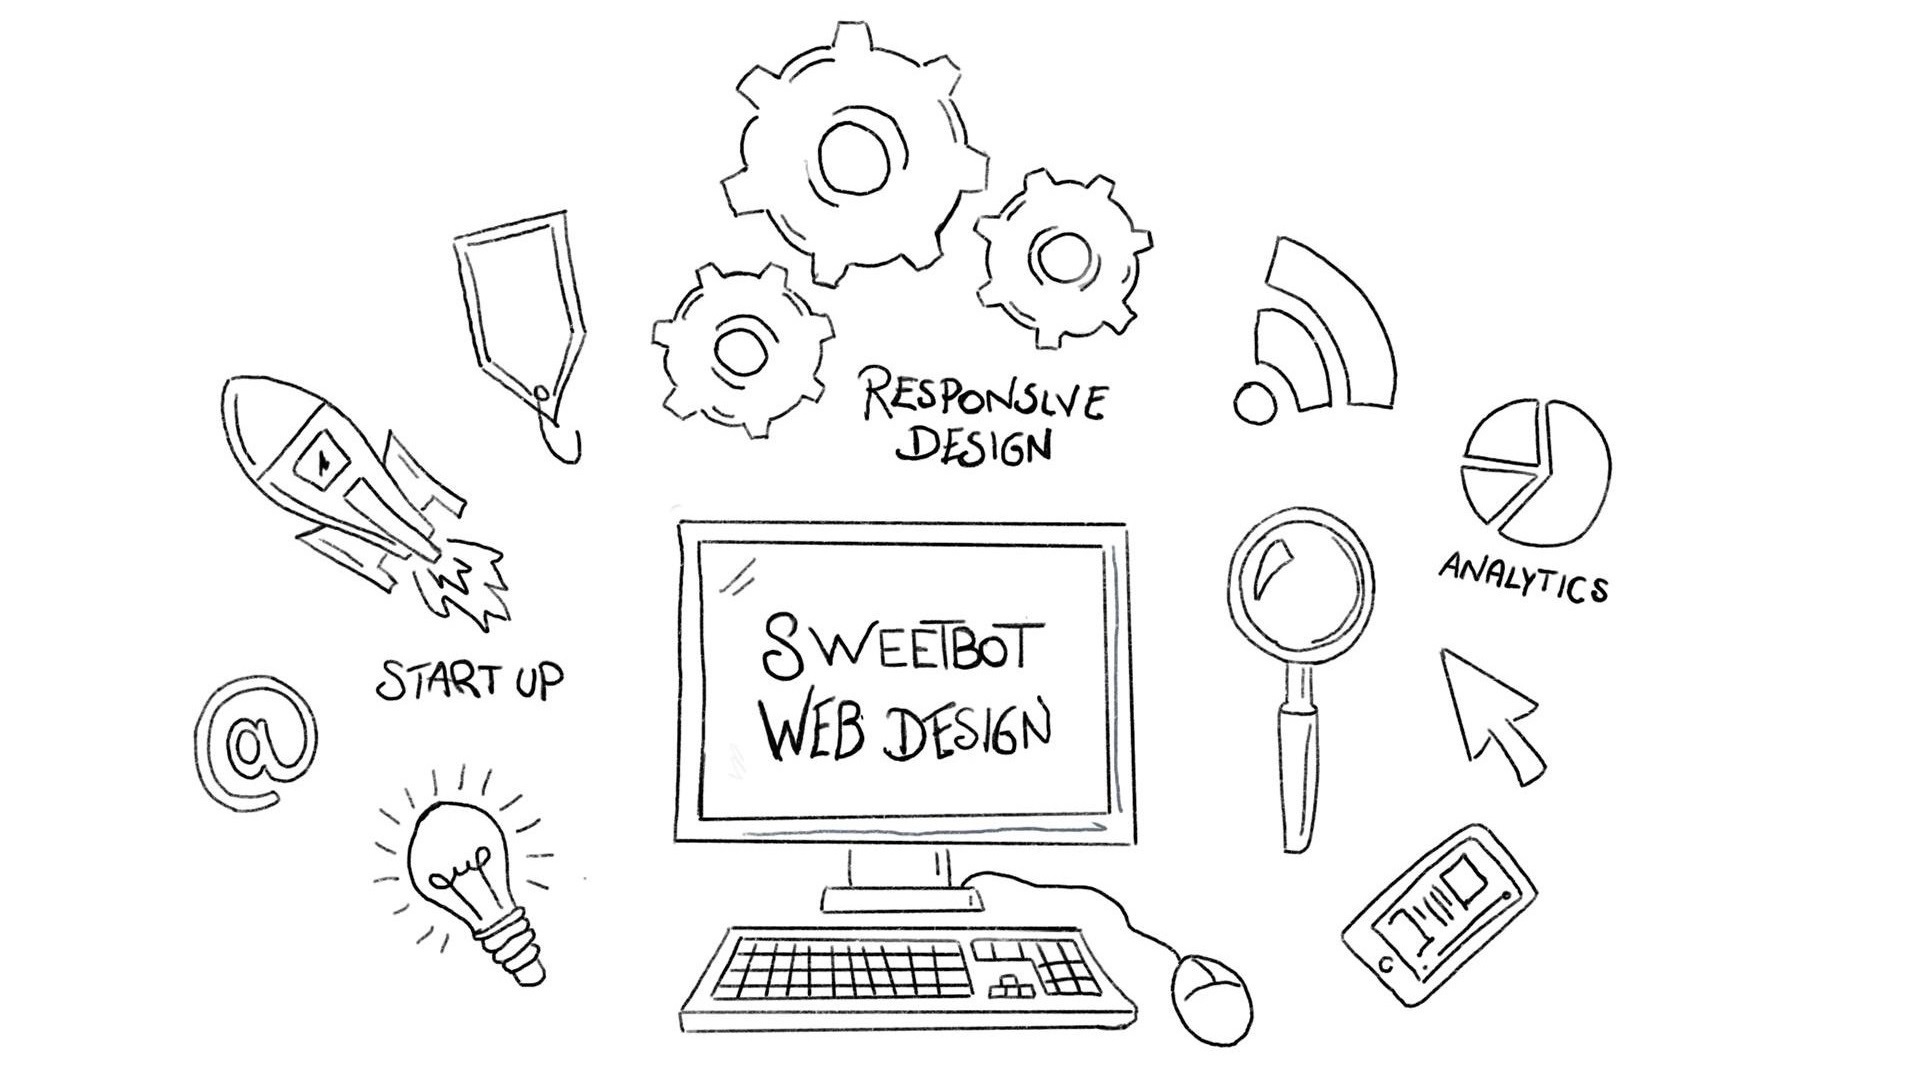 RESPONSIVE
DESIGN
ANALYTICS
START UP
@
SWEETBOT
WEB DESIGN